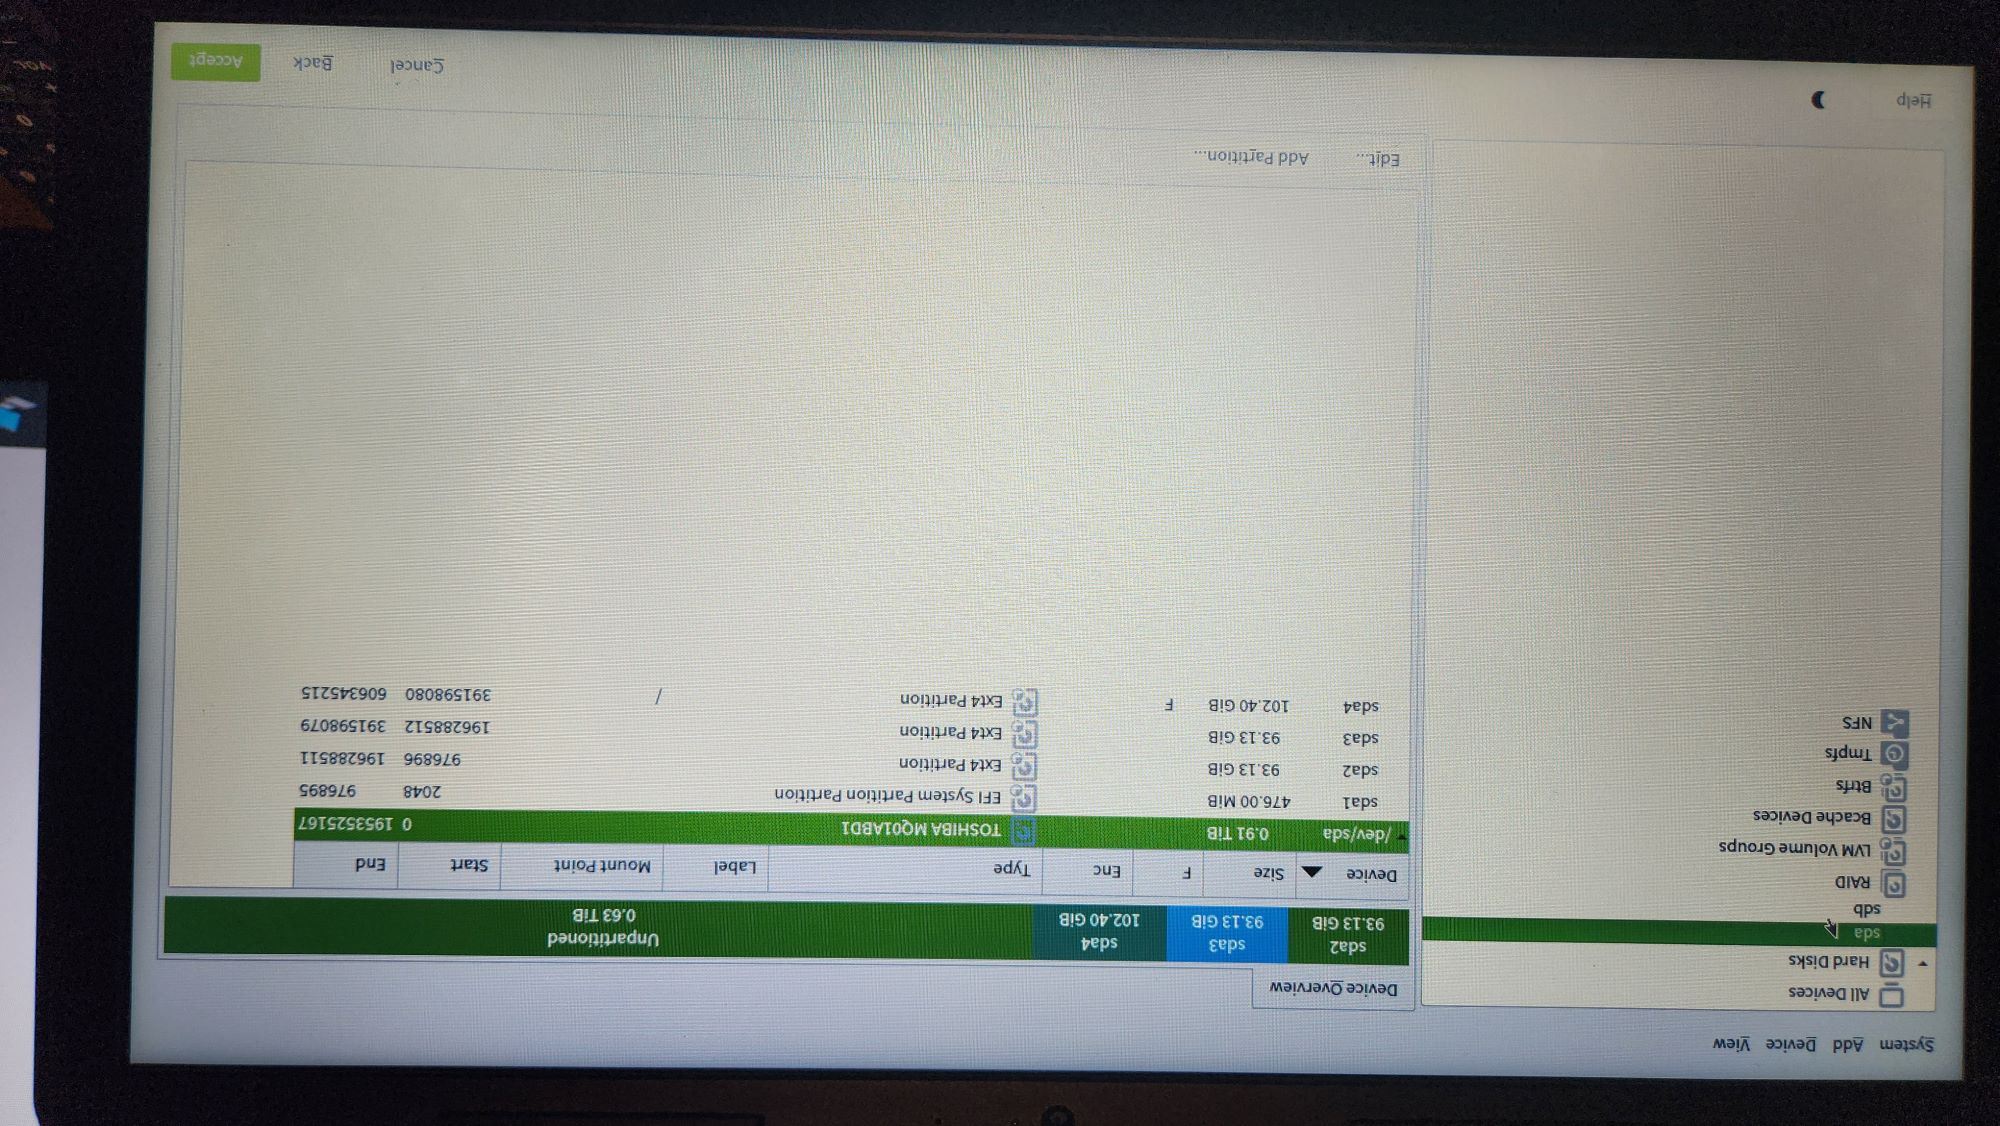 System Add Device View
All Devices
Hard Disks
sda
sdb
RAID
LVM Volume Groups
Bcache Devices
Btrfs
Tmpfs
NFS
Device Overview
sda2 sda3 sda4 Unpartitioned
93.13 GiB 93.13 GiB 102.40 GiB 0.63 TiB
Device Size F Enc Type Label Mount Point Start End
/dev/sda 0.91 TiB TOSHIBA MQ01ABD1 0 1953525167
sda1 476.00 MiB EFI System Partition Partition 2048 976895
sda2 93.13 GiB Ext4 Partition 976896 196288511
sda3 93.13 GiB Ext4 Partition 196288512 391598079
sda4 102.40 GiB F Ext4 Partition / 391598080 606345215
Edit... Add Partition...
Help
Cancel Back Accept